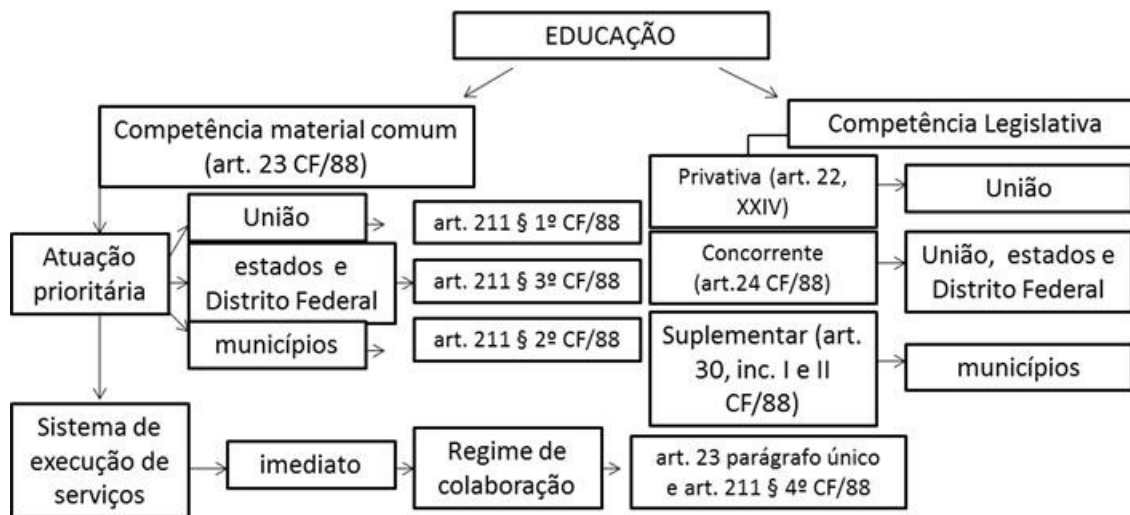 EDUCAÇÃO
Competência material comum
(art. 23 CF/88)
Competência Legislativa
Atuação
prioritária
União
art. 211 § 1º CF/88
estados e
Distrito Federal
art. 211 § 3º CF/88
municípios
art. 211 § 2º CF/88
Privativa (art. 22,
XXIV)
União
Concorrente
(art.24 CF/88)
União, estados e
Distrito Federal
Suplementar (art.
30, inc. I e II
CF/88)
municípios
Sistema de
execução de
serviços
imediato
Regime de
colaboração
art. 23 parágrafo único
e art. 211 § 4º CF/88